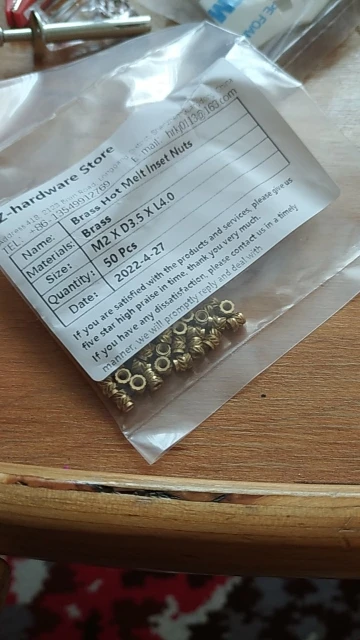 Z:hardware Store
TEL: +86-13549912769 E-mail:
Name: Brass Hot Melt Inset Nuts
Materials: Brass
Size: M2 X D3.5 X L4.0
Quantity: 50 Pcs
Date: 2022-4-27
If you are satisfied with the products and services, please give us
five star high praise in time, thank you very much.
If you have any dissatisfaction, please contact us in a timely
manner, we will promptly reply and deal with.